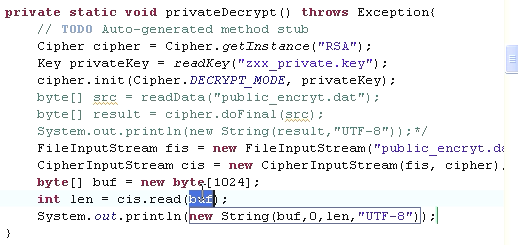 private static void privateDecrypt() throws Exception{
// TODO Auto-generated method stub
Cipher cipher = Cipher.getInstance("RSA");
Key privateKey = readKey("zxx_private.key");
cipher.init(Cipher.DECRYPT_MODE, privateKey);
byte[] src = readData("public_encryt.dat");
byte[] result = cipher.doFinal(src);
System.out.println(new String(result,"UTF-8"));*/
FileInputStream fis = new FileInputStream("public_encryt.da
CipherInputStream cis = new CipherInputStream(fis, cipher)
byte[] buf = new byte[1024];
int len = cis.read(buf);
System.out.println(new String(buf,0,len,"UTF-8"));
}